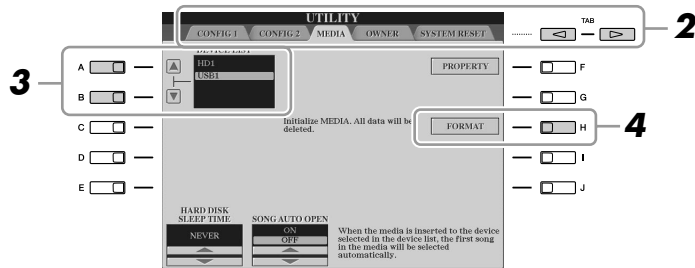 UTILITY
CONFIG 1 CONFIG 2 MEDIA OWNER SYSTEM RESET
TAB
2
DEVICE LIST
HD1
USB1
3
A
B
C
D
E
PROPERTY
F
G
Initialize MEDIA. All data will be
deleted.
FORMAT
H
4
I
J
HARD DISK
SLEEP TIME
NEVER
SONG AUTO OPEN
ON
OFF
When the media is inserted to the device
selected in the device list, the first song
in the media will be selected
automatically.